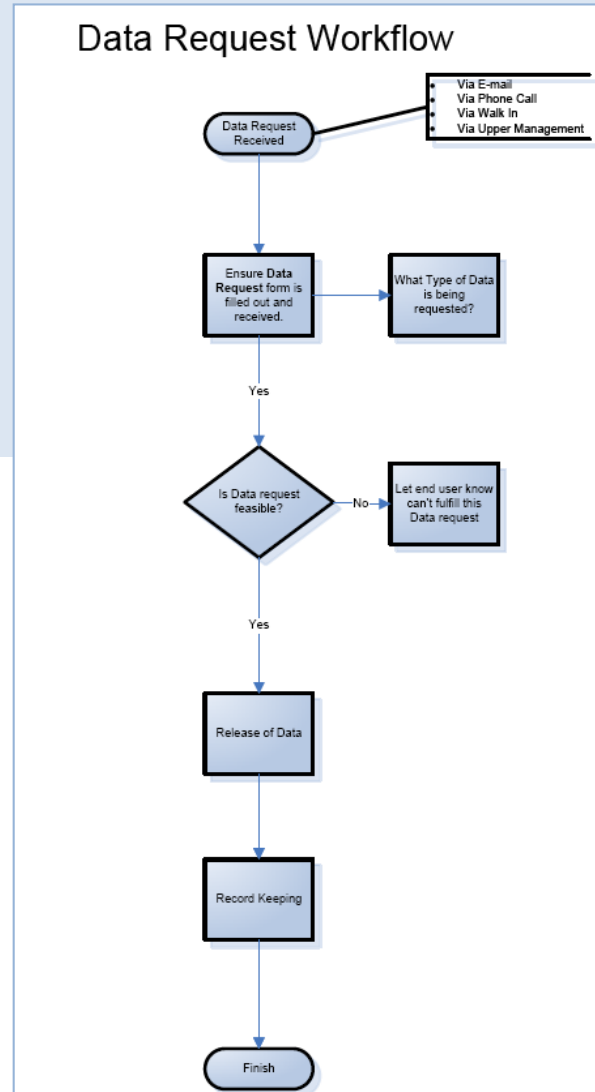 Data Request Workflow
• Via E-mail
• Via Phone Call
• Via Walk In
• Via Upper Management
Data Request
Received
Ensure Data
Request form is
filled out and
received.
What Type of Data
is being
requested?
Yes
Is Data request
feasible?
No
Let end user know
can't fulfill this
Data request
Yes
Release of Data
Record Keeping
Finish